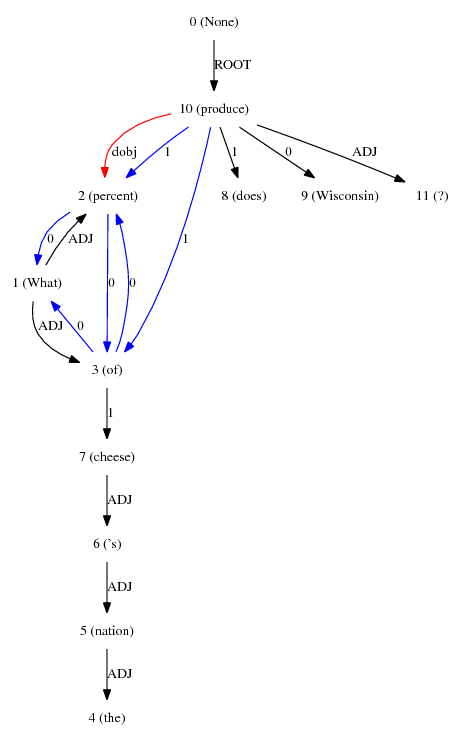 0 (None)
ROOT
10 (produce)
dobj 1 1 0 ADJ
2 (percent) 8 (does) 9 (Wisconsin) 11 (?)
0 ADJ 1
1 (What) 0 0
ADJ 0
3 (of)
1
7 (cheese)
ADJ
6 ('s)
ADJ
5 (nation)
ADJ
4 (the)